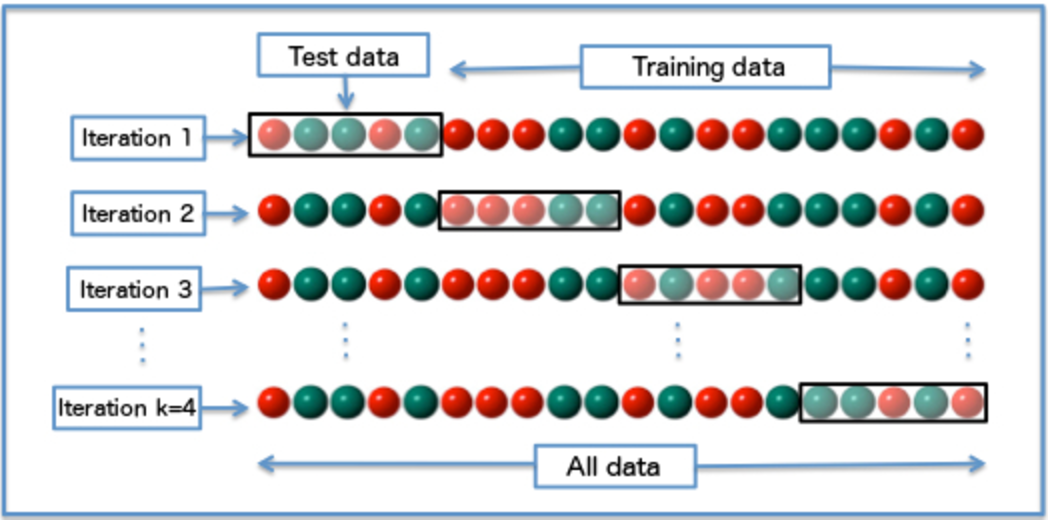 Test data
Training data
Iteration 1
Iteration 2
Iteration 3
Iteration k=4
All data